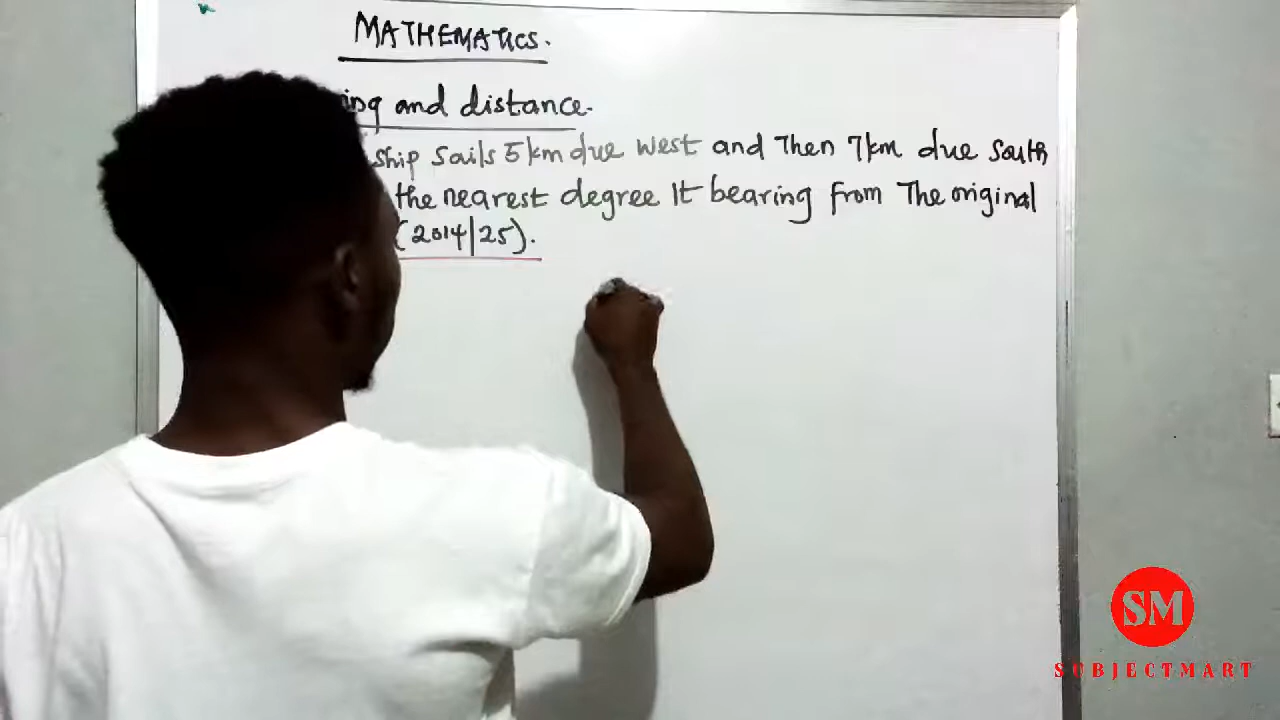 MATHEMATICS.
and distance.
ship Sails 5km due West and Then 7km due South
the nearest degree It bearing from The original
(2014/25).
SM
SUBJECTMART